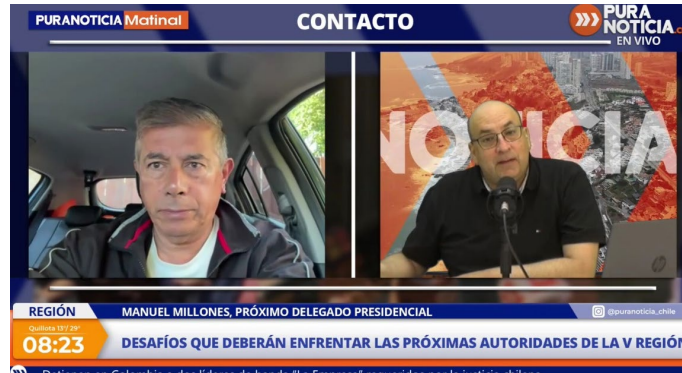 PURANOTICIA Matinal
CONTACTO
PURA
NOTICIA.
EN VIVO
NOTICIA
hp
REGIÓN
MANUEL MILLONES, PRÓXIMO DELEGADO PRESIDENCIAL
@puranoticia_chile
Quillota 13°/ 29°
08:23
DESAFÍOS QUE DEBERÁN ENFRENTAR LAS PRÓXIMAS AUTORIDADES DE LA V REGIÓN